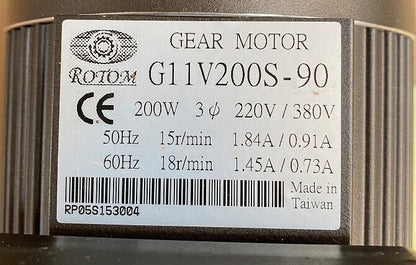 GEAR MOTOR
ROTOM G11V200S-90
CE 200W 3ϕ 220V / 380V
50Hz 15r/min 1.84A / 0.91A
60Hz 18r/min 1.45A / 0.73A
Made in
Taiwan
RP05S153004